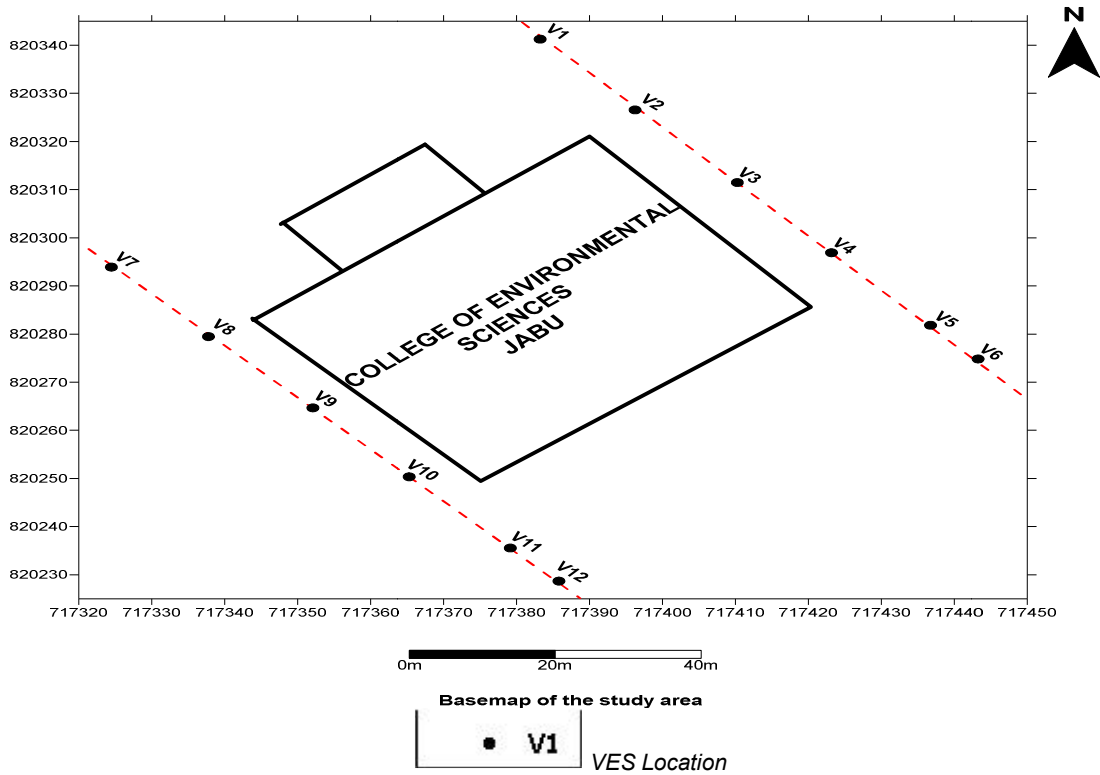 N
820340
820330
820320
820310
820300
820290
820280
820270
820260
820250
820240
820230
V1
V2
V3
V4
V5
V6
V7
V8
V9
V10
V11
V12
COLLEGE OF ENVIRONMENTAL
SCIENCES
JABU
717320 717330 717340 717350 717360 717370 717380 717390 717400 717410 717420 717430 717440 717450
0m 20m 40m
Basemap of the study area
V1 VES Location